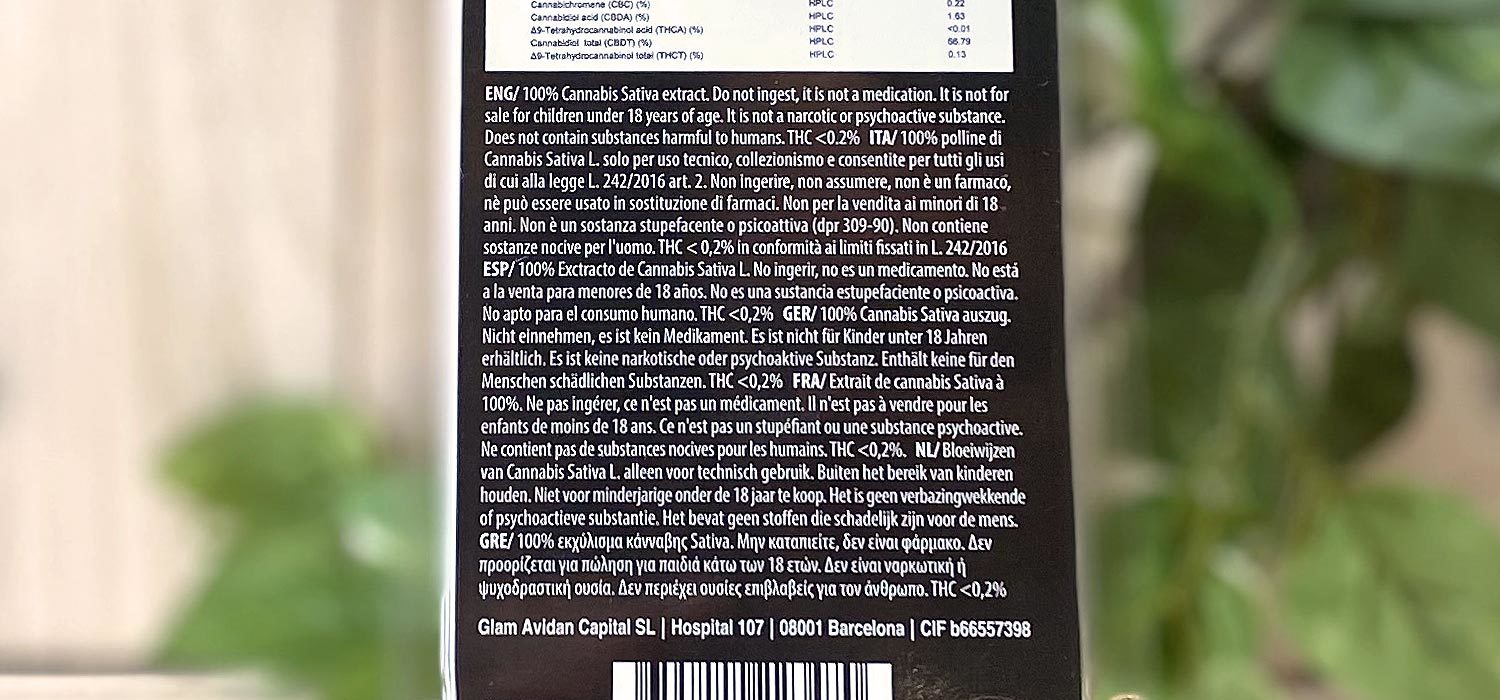 Cannabichromene (CBC) (%) HPLC 0.22
Cannabidiol acid (CBDA) (%) HPLC 1.63
Δ9-Tetrahydrocannabinol acid (THCA) (%) HPLC <0.01
Cannabidiol total (CBDT) (%) HPLC 66.79
Δ9-Tetrahydrocannabinol total (THCT) (%) HPLC 0.13
ENG/ 100% Cannabis Sativa extract. Do not ingest, it is not a medication. It is not for
sale for children under 18 years of age. It is not a narcotic or psychoactive substance.
Does not contain substances harmful to humans. THC <0.2% ITA/ 100% polline di
Cannabis Sativa L. solo per uso tecnico, collezionismo e consentite per tutti gli usi
di cui alla legge L. 242/2016 art. 2. Non ingerire, non assumere, non è un farmaco,
nè può essere usato in sostituzione di farmaci. Non per la vendita ai minori di 18
anni. Non è un sostanza stupefacente o psicoattiva (dpr 309-90). Non contiene
sostanze nocive per l'uomo. THC < 0,2% in conformità ai limiti fissati in L. 242/2016
ESP/ 100% Exctracto de Cannabis Sativa L. No ingerir, no es un medicamento. No está
a la venta para menores de 18 años. No es una sustancia estupefaciente o psicoactiva.
No apto para el consumo humano. THC <0,2% GER/ 100% Cannabis Sativa auszug.
Nicht einnehmen, es ist kein Medikament. Es ist nicht für Kinder unter 18 Jahren
erhältlich. Es ist keine narkotische oder psychoaktive Substanz. Enthält keine für den
Menschen schädlichen Substanzen. THC <0,2% FRA/ Extrait de cannabis Sativa à
100%. Ne pas ingérer, ce n'est pas un médicament. Il n'est pas à vendre pour les
enfants de moins de 18 ans. Ce n'est pas un stupéfiant ou une substance psychoactive.
Ne contient pas de substances nocives pour les humains. THC <0,2%. NL/ Bloeiwijzen
van Cannabis Sativa L. alleen voor technisch gebruik. Buiten het bereik van kinderen
houden. Niet voor minderjarige onder de 18 jaar te koop. Het is geen verbazingwekkende
of psychoactieve substantie. Het bevat geen stoffen die schadelijk zijn voor de mens.
GRE/ 100% εκχύλισμα κάνναβης Sativa. Μην καταπιείτε, δεν είναι φάρμακο. Δεν
προορίζεται για πώληση για παιδιά κάτω των 18 ετών. Δεν είναι ναρκωτική ή
ψυχοδραστική ουσία. Δεν περιέχει ουσίες επιβλαβείς για τον άνθρωπο. THC <0,2%
Glam Avidan Capital SL | Hospital 107 | 08001 Barcelona | CIF b66557398